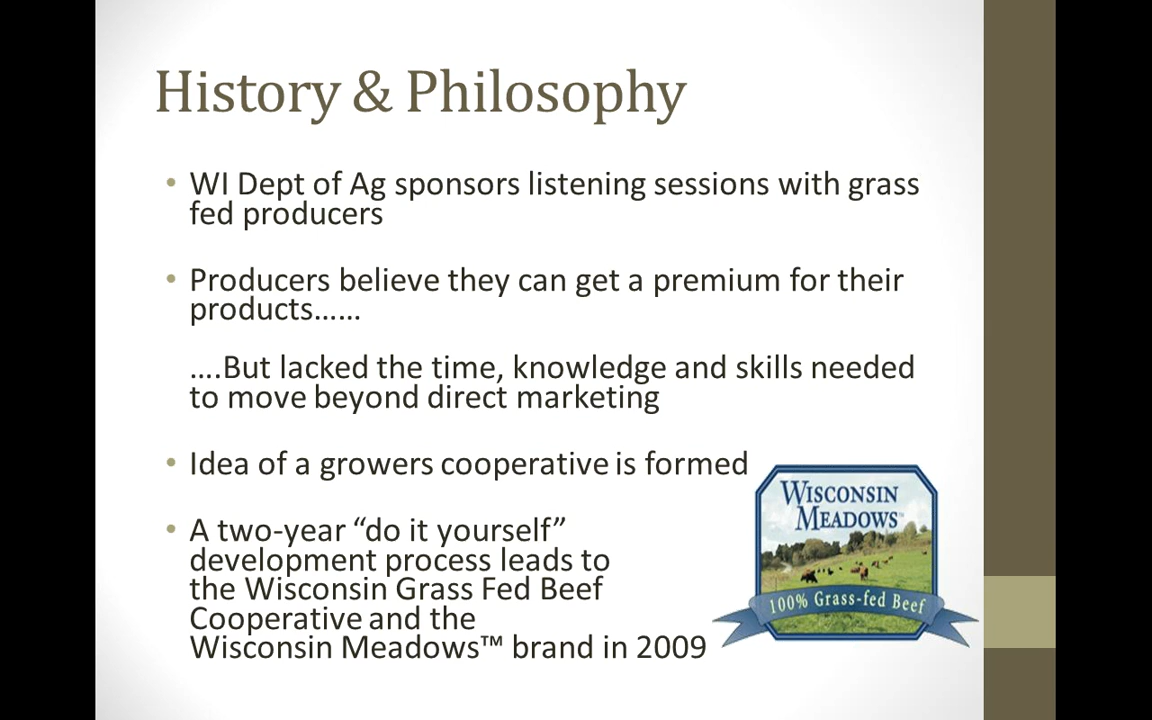 History & Philosophy
• WI Dept of Ag sponsors listening sessions with grass
fed producers
• Producers believe they can get a premium for their
products……
….But lacked the time, knowledge and skills needed
to move beyond direct marketing
• Idea of a growers cooperative is formed
• A two-year “do it yourself”
development process leads to
the Wisconsin Grass Fed Beef
Cooperative and the
Wisconsin Meadows™ brand in 2009
WISCONSIN
MEADOWS™
100% Grass-fed Beef